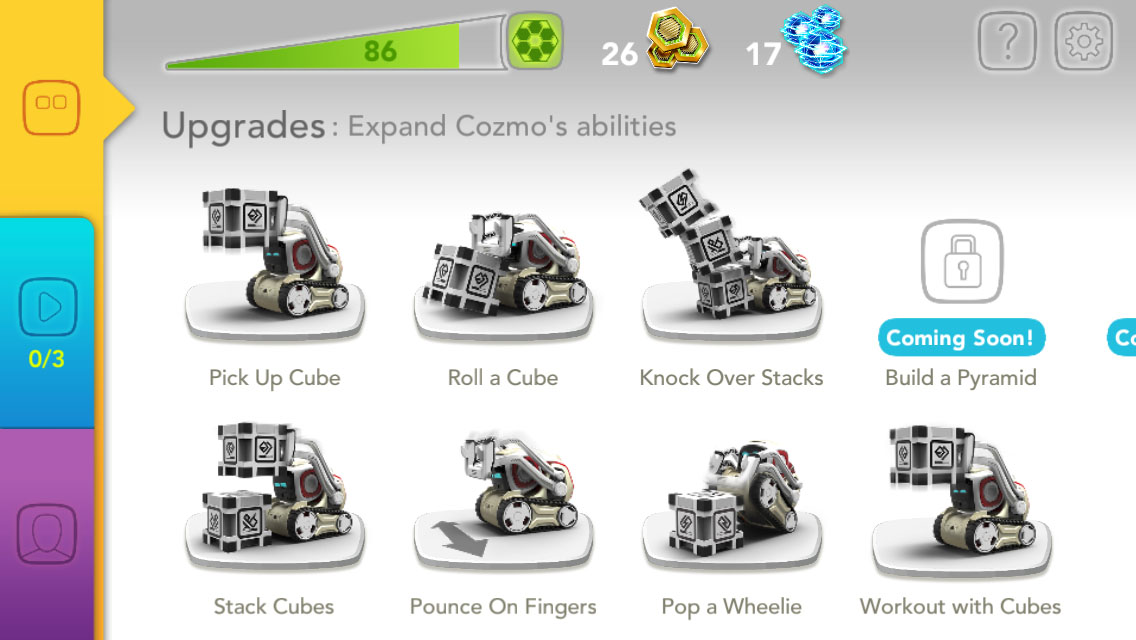 86
26
17
?
Upgrades : Expand Cozmo's abilities
0/3
Coming Soon!
Co
Pick Up Cube
Roll a Cube
Knock Over Stacks
Build a Pyramid
Stack Cubes
Pounce On Fingers
Pop a Wheelie
Workout with Cubes